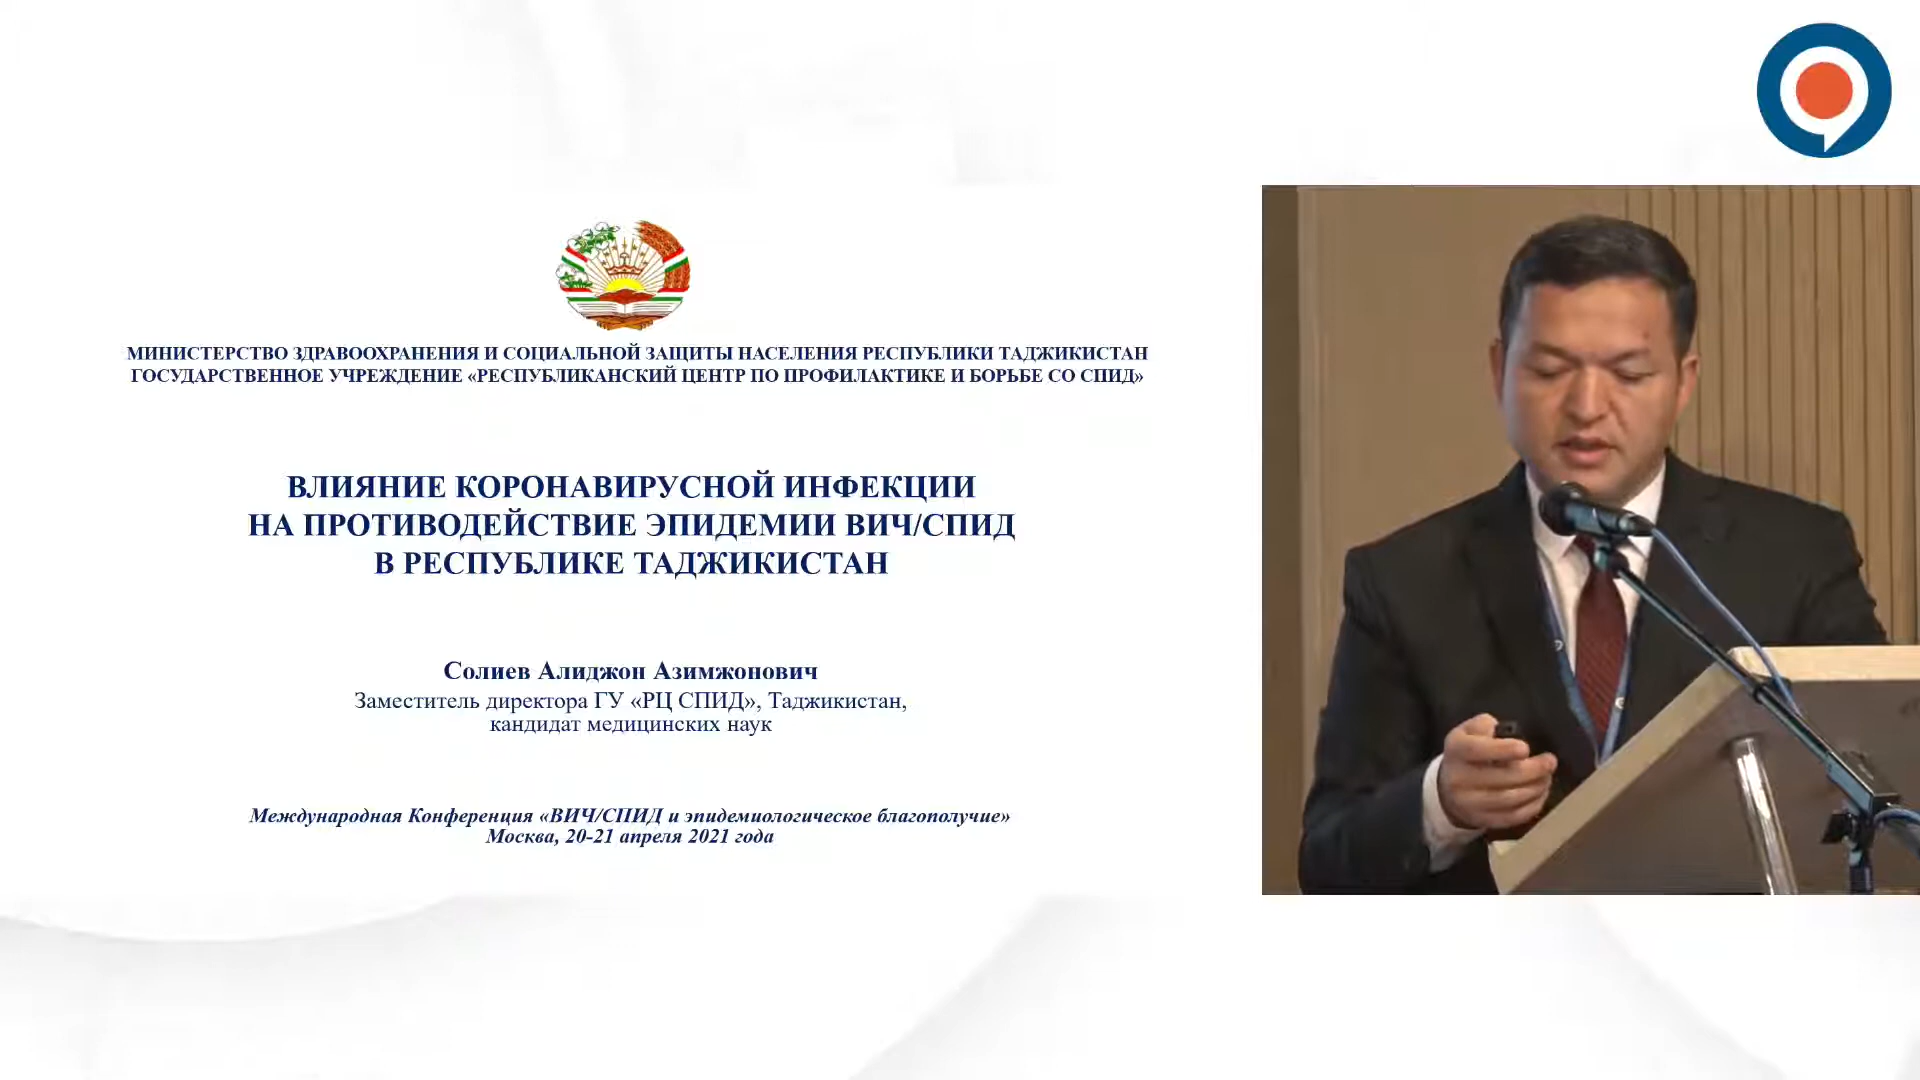 МИНИСТЕРСТВО ЗДРАВООХРАНЕНИЯ И СОЦИАЛЬНОЙ ЗАЩИТЫ НАСЕЛЕНИЯ РЕСПУБЛИКИ ТАДЖИКИСТАН
ГОСУДАРСТВЕННОЕ УЧРЕЖДЕНИЕ «РЕСПУБЛИКАНСКИЙ ЦЕНТР ПО ПРОФИЛАКТИКЕ И БОРЬБЕ СО СПИД»
ВЛИЯНИЕ КОРОНАВИРУСНОЙ ИНФЕКЦИИ
НА ПРОТИВОДЕЙСТВИЕ ЭПИДЕМИИ ВИЧ/СПИД
В РЕСПУБЛИКЕ ТАДЖИКИСТАН
Солиев Алиджон Азимжонович
Заместитель директора ГУ «РЦ СПИД», Таджикистан,
кандидат медицинских наук
Международная Конференция «ВИЧ/СПИД и эпидемиологическое благополучие»
Москва, 20-21 апреля 2021 года